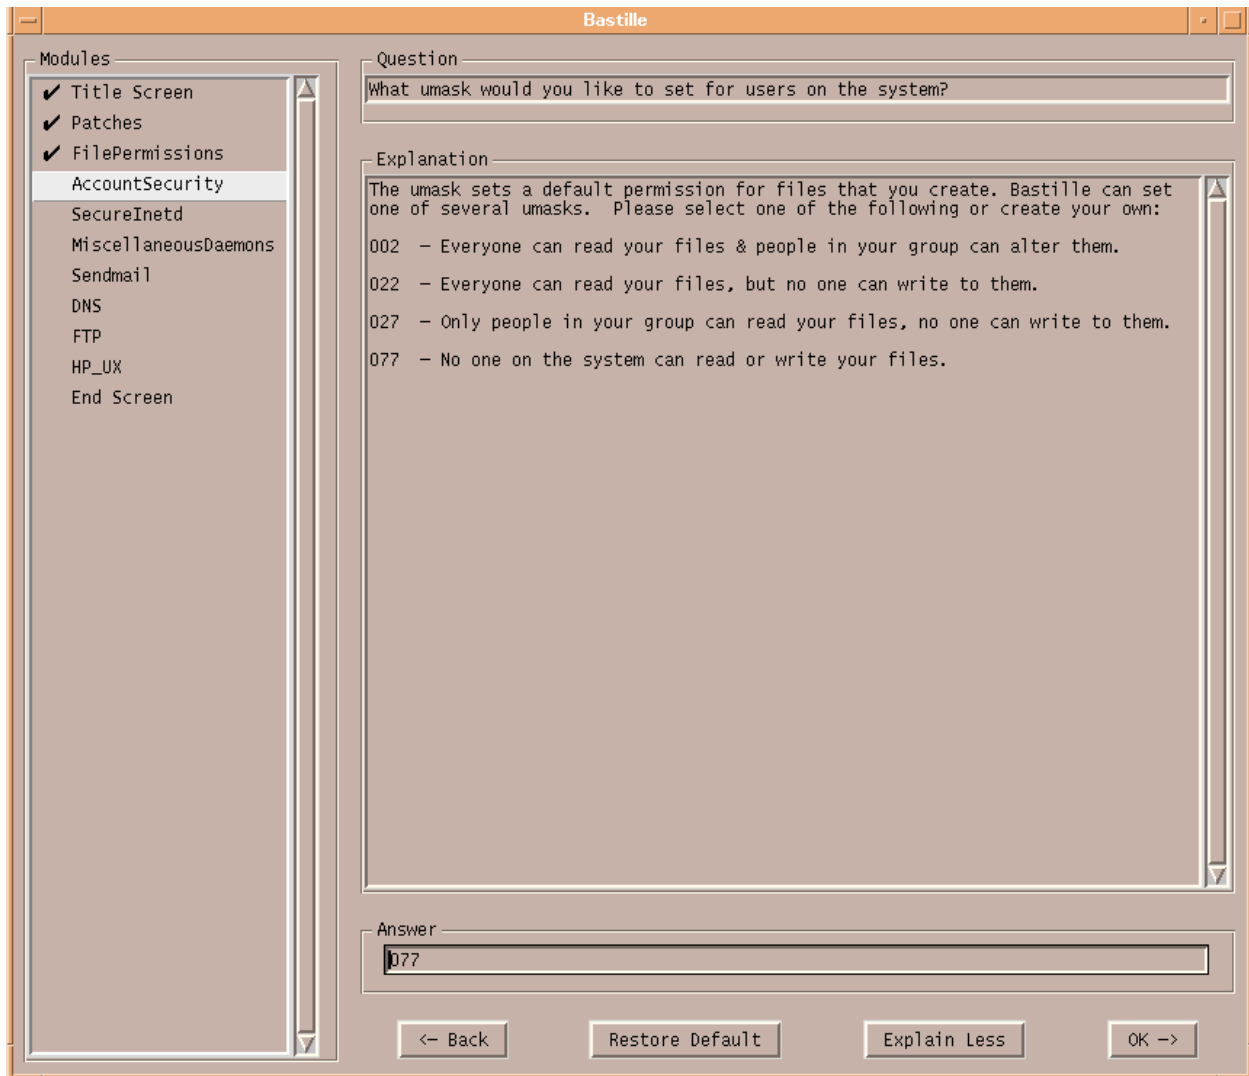 Bastille
Modules
✔ Title Screen
✔ Patches
✔ FilePermissions
AccountSecurity
SecureInetd
MiscellaneousDaemons
Sendmail
DNS
FTP
HP_UX
End Screen
Question
What umask would you like to set for users on the system?
Explanation
The umask sets a default permission for files that you create. Bastille can set
one of several umasks.  Please select one of the following or create your own:
002  – Everyone can read your files & people in your group can alter them.
022  – Everyone can read your files, but no one can write to them.
027  – Only people in your group can read your files, no one can write to them.
077  – No one on the system can read or write your files.
Answer
077
<– Back
Restore Default
Explain Less
OK –>